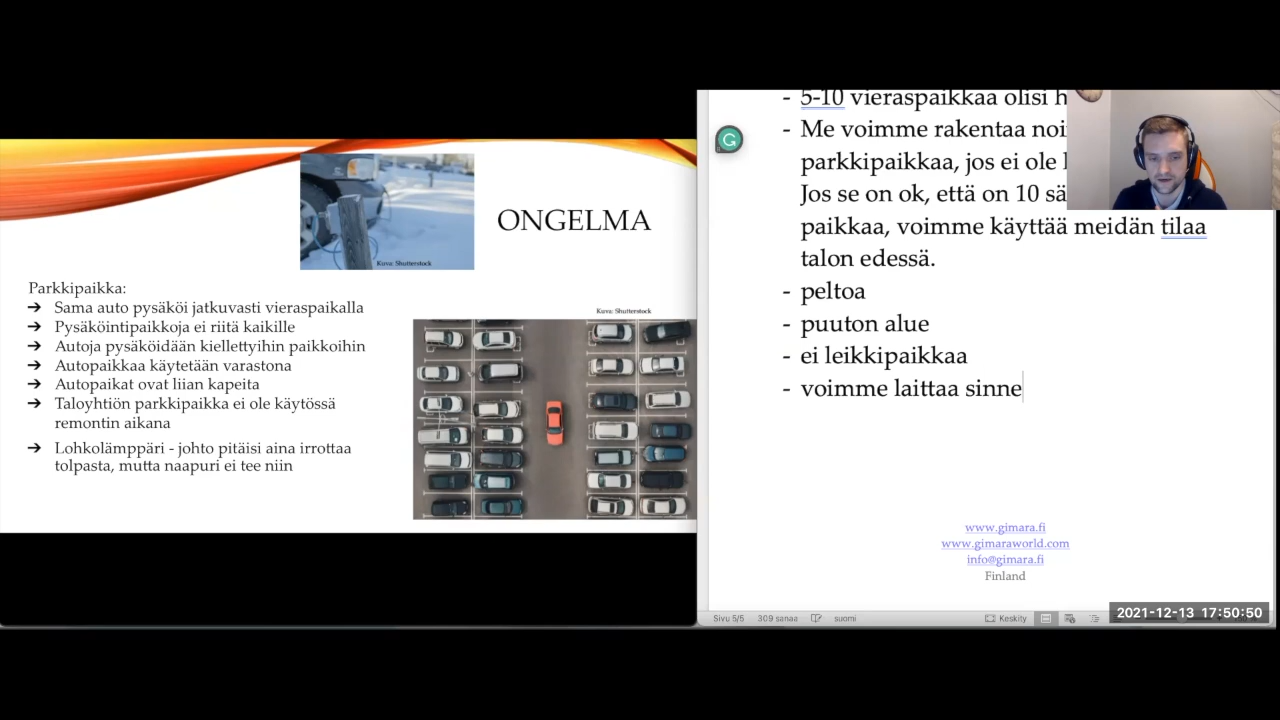 Kuva: Shutterstock
ONGELMA
Parkkipaikka:
➔ Sama auto pysäköi jatkuvasti vieraspaikalla
➔ Pysäköintipaikkoja ei riitä kaikille
➔ Autoja pysäköidään kiellettyihin paikkoihin
➔ Autopaikkaa käytetään varastona
➔ Autopaikat ovat liian kapeita
➔ Taloyhtiön parkkipaikka ei ole käytössä
remontin aikana
➔ Lohkolämppäri - johto pitäisi aina irrottaa
tolpasta, mutta naapuri ei tee niin
Kuva: Shutterstock
- 5-10 vieraspaikkaa olisi h
- Me voimme rakentaa noi
parkkipaikkaa, jos ei ole
Jos se on ok, että on 10 sä
paikkaa, voimme käyttää meidän tilaa
talon edessä.
- peltoa
- puuton alue
- ei leikkipaikkaa
- voimme laittaa sinne
www.gimara.fi
www.gimaraworld.com
info@gimara.fi
Finland
Sivu 5/5 309 sanaa suomi Keskity
2021-12-13 17:50:50